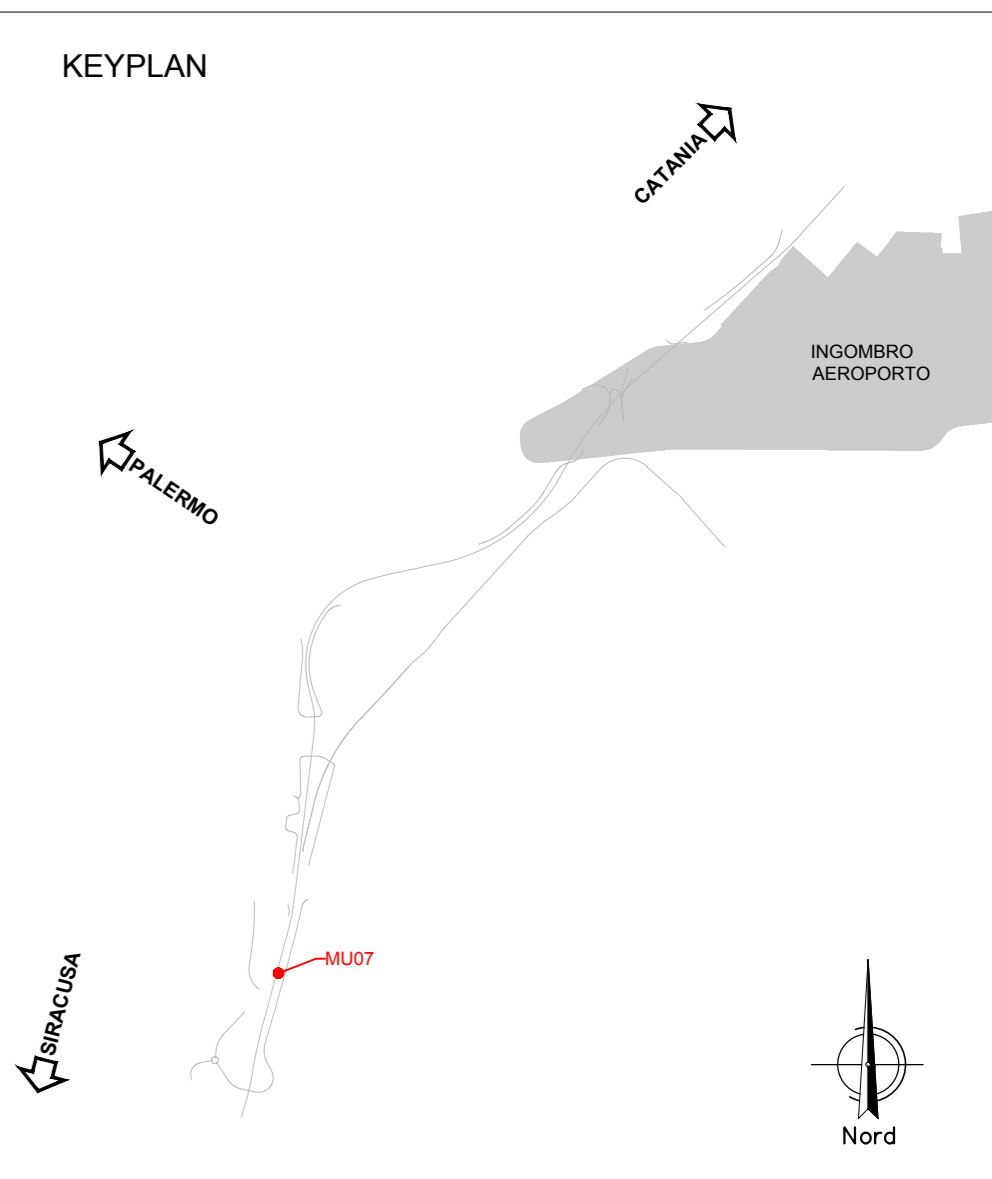 KEYPLAN
CATANIA
INGOMBRO
AEROPORTO
PALERMO
MU07
SIRACUSA
Nord